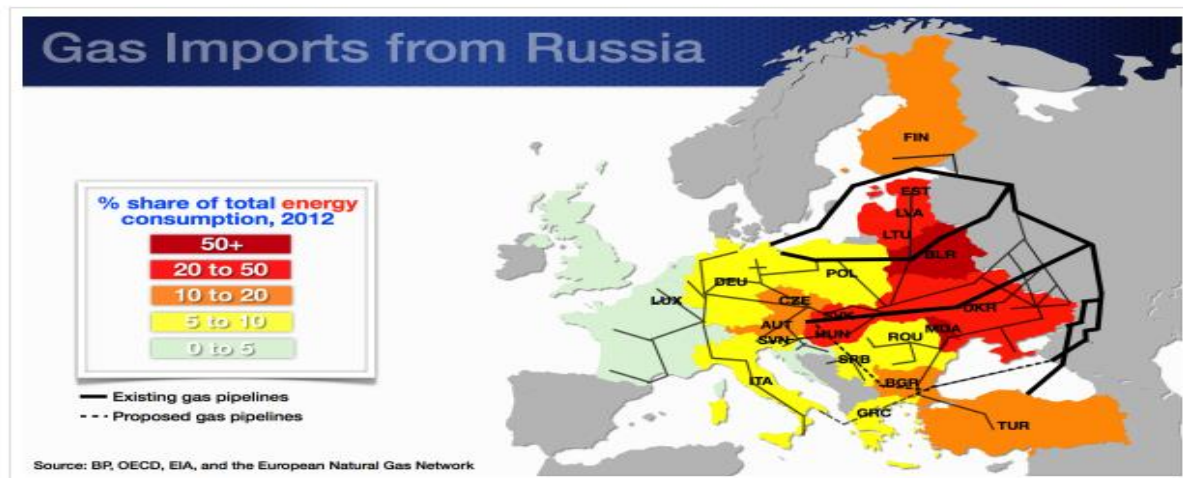 Gas Imports from Russia
% share of total energy
consumption, 2012
50+
20 to 50
10 to 20
5 to 10
0 to 5
Existing gas pipelines
Proposed gas pipelines
FIN
EST
LVA
LTU
BLR
POL
DEU
LUX
CZE
UKR
SVK
AUT
HUN
MDA
SVN
ROU
SRB
ITA
BGR
GRC
TUR
Source: BP, OECD, EIA, and the European Natural Gas Network